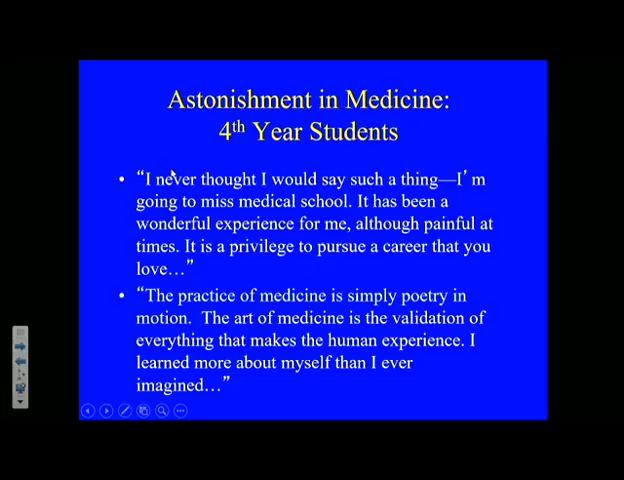 Astonishment in Medicine:
4th Year Students
• “I never thought I would say such a thing—I’m
going to miss medical school. It has been a
wonderful experience for me, although painful at
times. It is a privilege to pursue a career that you
love…”
• “The practice of medicine is simply poetry in
motion.  The art of medicine is the validation of
everything that makes the human experience. I
learned more about myself than I ever
imagined…”